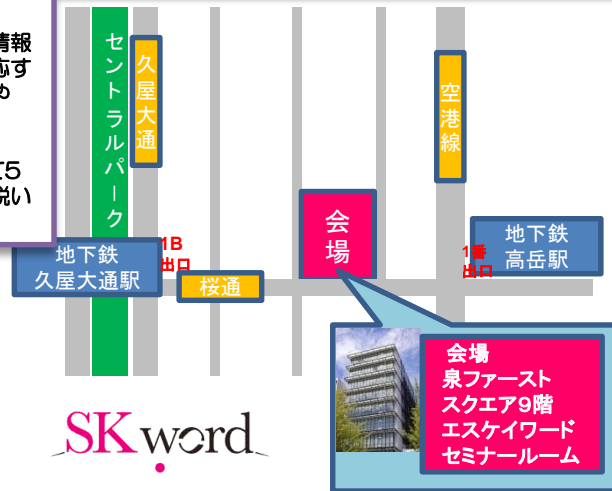 情報
応す
め
て5
説い
セントラルパーク
久屋大通
空港線
会場
地下鉄
久屋大通駅
1B
出口
桜通
1番
出口
地下鉄
高岳駅
会場
泉ファースト
スクエア9階
エスケイワード
セミナールーム
SK word